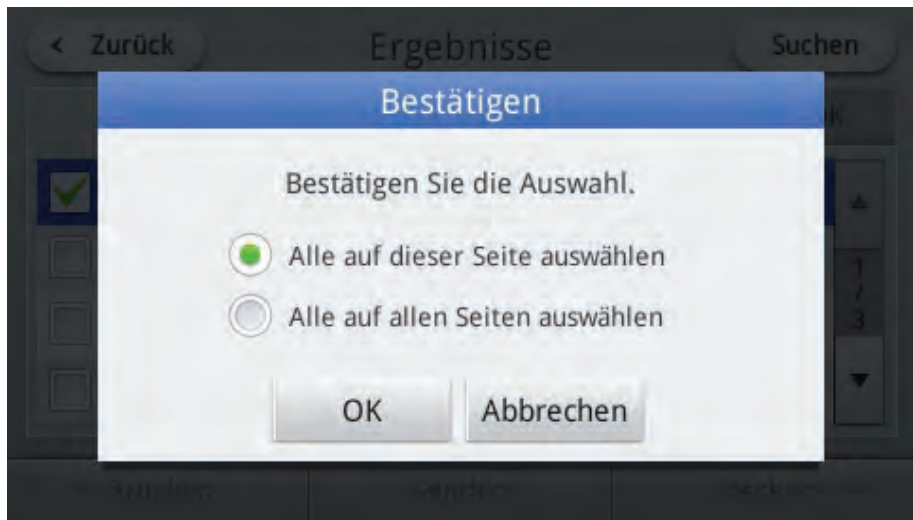 < Zurück Ergebnisse Suchen
Bestätigen
Bestätigen Sie die Auswahl.
Alle auf dieser Seite auswählen
Alle auf allen Seiten auswählen
1
/
3
OK Abbrechen